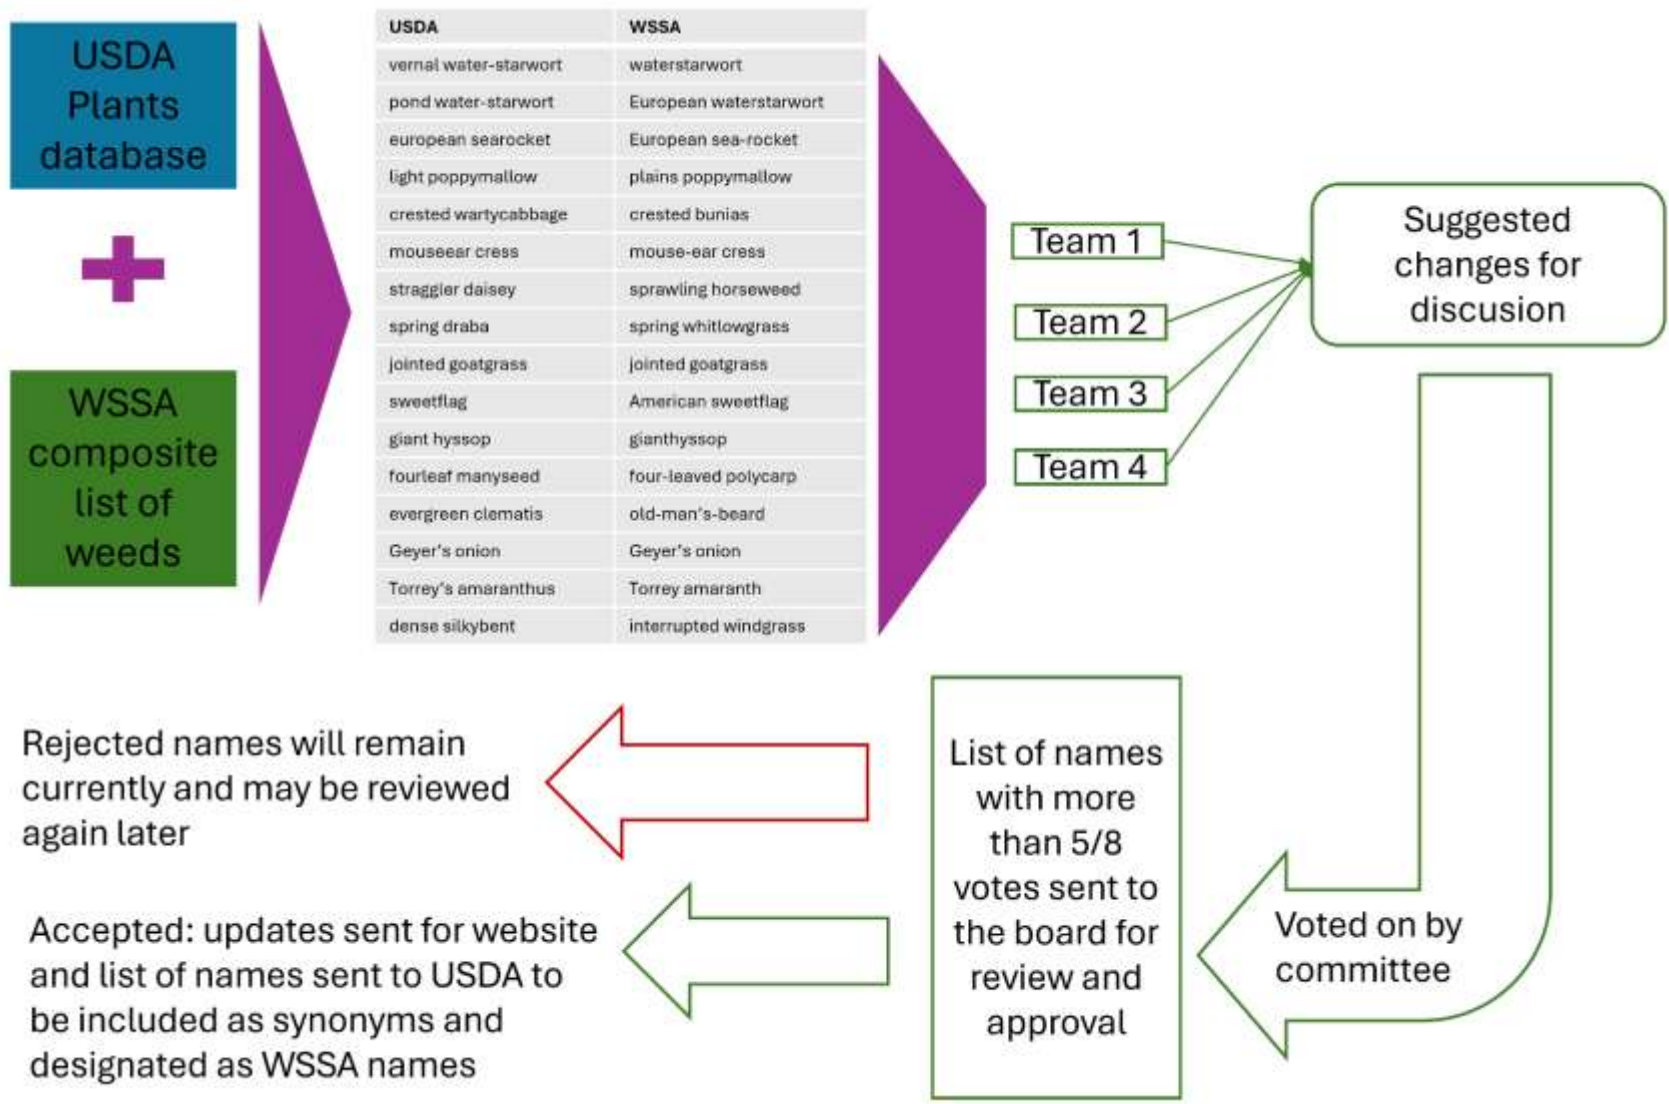 USDA
Plants
database
WSSA
composite
list of
weeds
USDA WSSA
vernal water-starwort waterstarwort
pond water-starwort European waterstarwort
european searocket European sea-rocket
light poppymallow plains poppymallow
crested wartycabbage crested bunias
mouseear cress mouse-ear cress
straggler daisey sprawling horseweed
spring draba spring whitlowgrass
jointed goatgrass jointed goatgrass
sweetflag American sweetflag
giant hyssop gianthyssop
fourleaf manyseed four-leaved polycarp
evergreen clematis old-man's-beard
Geyer's onion Geyer's onion
Torrey's amaranthus Torrey amaranth
dense silkybent interrupted windgrass
Team 1
Team 2
Team 3
Team 4
Suggested
changes for
discusion
Voted on by
committee
List of names
with more
than 5/8
votes sent to
the board for
review and
approval
Rejected names will remain
currently and may be reviewed
again later
Accepted: updates sent for website
and list of names sent to USDA to
be included as synonyms and
designated as WSSA names